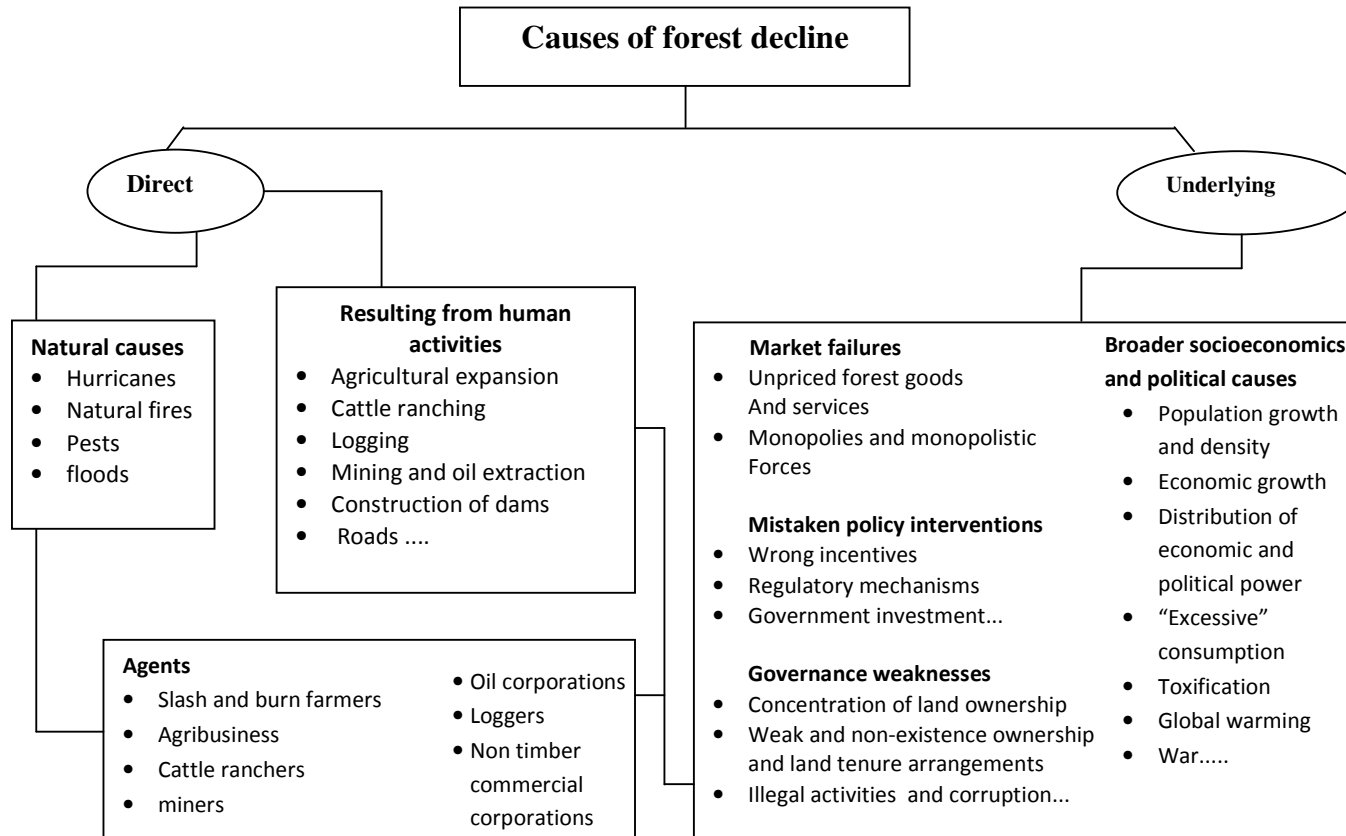 Causes of forest decline
Direct
Underlying
Natural causes
• Hurricanes
• Natural fires
• Pests
• floods
Resulting from human
activities
• Agricultural expansion
• Cattle ranching
• Logging
• Mining and oil extraction
• Construction of dams
• Roads ....
Agents
• Slash and burn farmers
• Agribusiness
• Cattle ranchers
• miners
• Oil corporations
• Loggers
• Non timber
commercial
corporations
Market failures
• Unpriced forest goods
And services
• Monopolies and monopolistic
Forces
Mistaken policy interventions
• Wrong incentives
• Regulatory mechanisms
• Government investment...
Governance weaknesses
• Concentration of land ownership
• Weak and non-existence ownership
and land tenure arrangements
• Illegal activities and corruption...
Broader socioeconomics
and political causes
• Population growth
and density
• Economic growth
• Distribution of
economic and
political power
• “Excessive”
consumption
• Toxification
• Global warming
• War.....